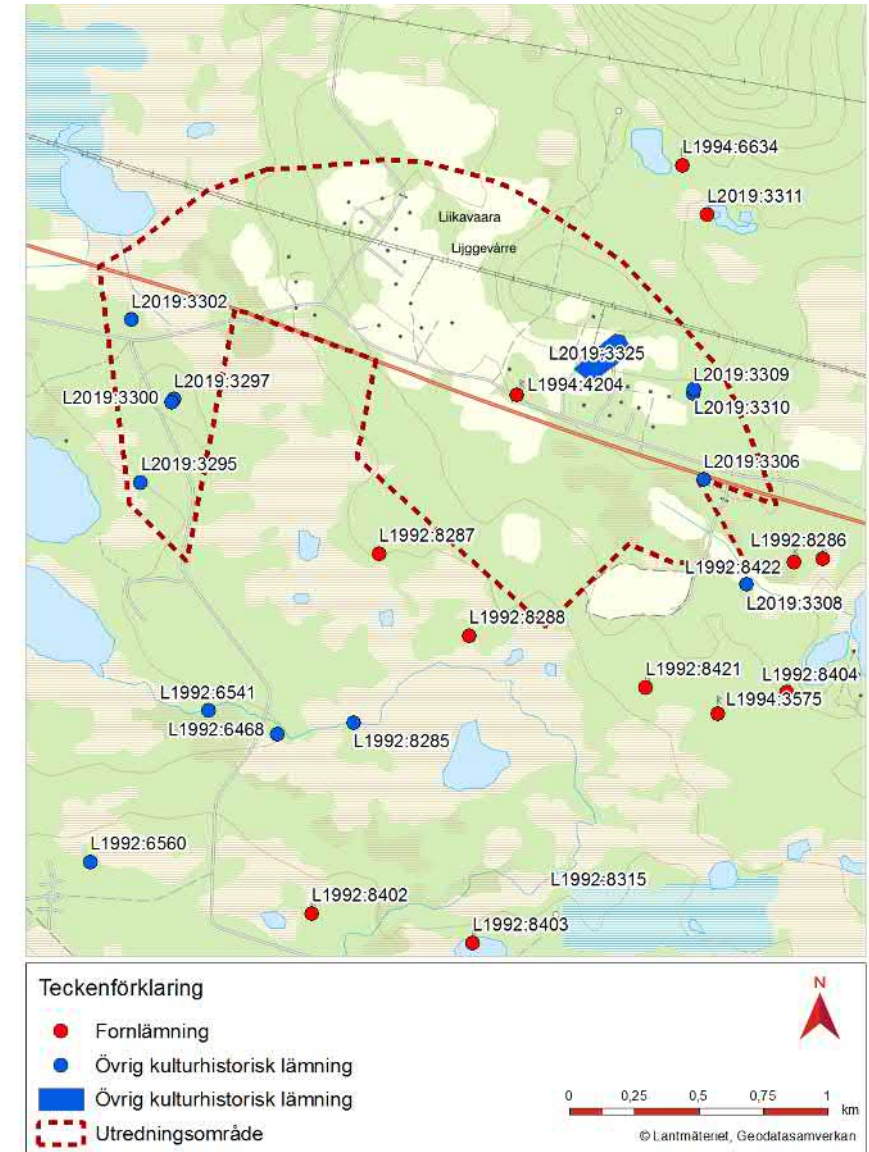 L1994:6634
L2019:3311
Liikavaara
Lijggevárre
L2019:3302
L2019:3325
L2019:3297
L2019:3300
L1994:4204
L2019:3309
L2019:3310
L2019:3295
L2019:3306
L1992:8287
L1992:8286
L1992:8422
L2019:3308
L1992:8288
L1992:8421
L1992:8404
L1994:3575
L1992:6541
L1992:6468
L1992:8285
L1992:6560
L1992:8402
L1992:8315
L1992:8403
Teckenförklaring
Fornlämning
Övrig kulturhistorisk lämning
Övrig kulturhistorisk lämning
Utredningsområde
N
0 0,25 0,5 0,75 1
km
© Lantmäteriet, Geodatasamverkan